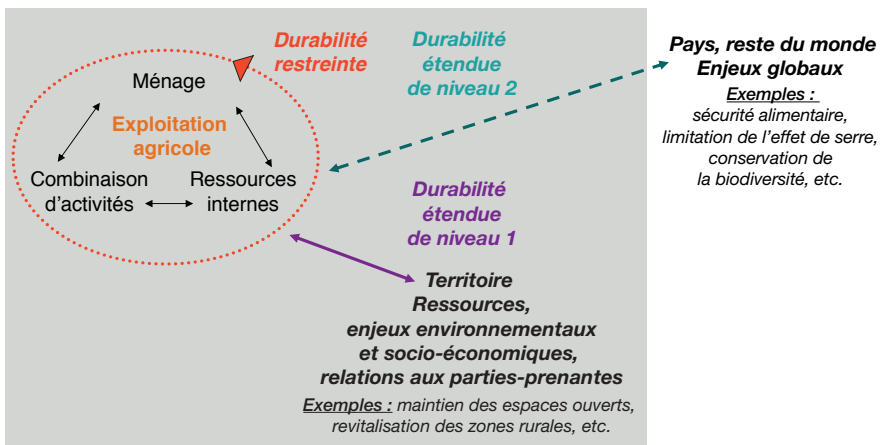 Durabilité
restreinte
Durabilité
étendue
de niveau 2
Pays, reste du monde
Enjeux globaux
Exemples :
sécurité alimentaire,
limitation de l’effet de serre,
conservation de
la biodiversité, etc.
Ménage
Exploitation
agricole
Combinaison
d’activités
Ressources
internes
Durabilité
étendue
de niveau 1
Territoire
Ressources,
enjeux environnementaux
et socio-économiques,
relations aux parties-prenantes
Exemples : maintien des espaces ouverts,
revitalisation des zones rurales, etc.